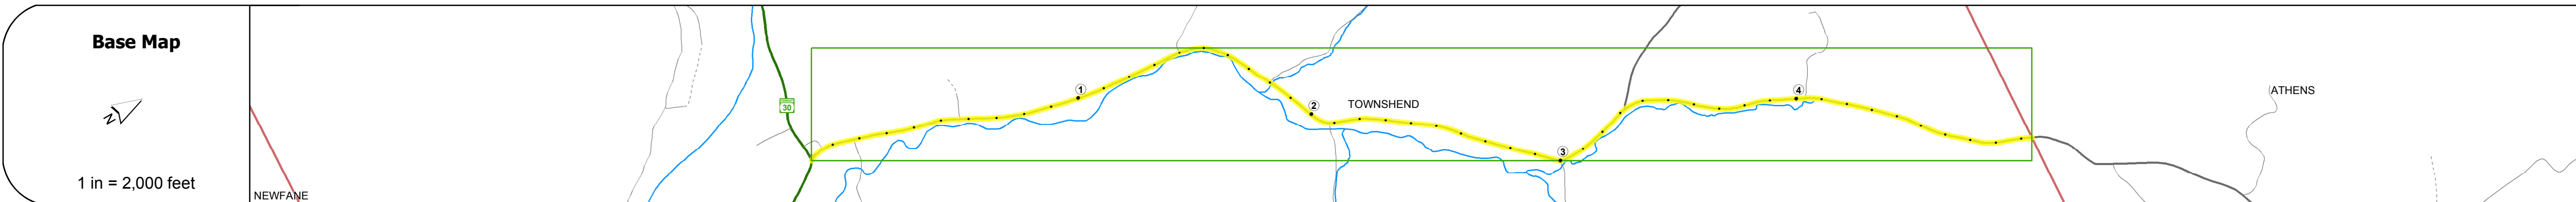 Base Map
N
1 in = 2,000 feet
NEWFANE
30
1
2
TOWNSHEND
3
4
ATHENS